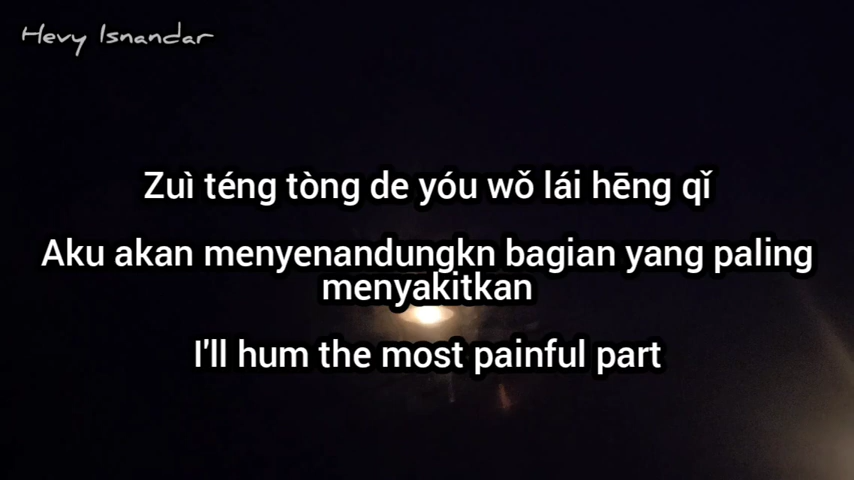 Hevy Isnandar
Zuì téng tòng de yóu wǒ lái hēng qǐ
Aku akan menyenandungkn bagian yang paling
menyakitkan
I'll hum the most painful part